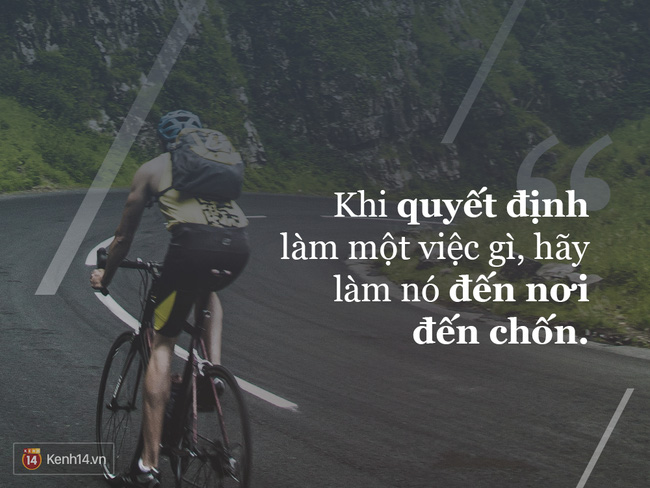 Khi quyết định
làm một việc gì, hãy
làm nó đến nơi
đến chốn.
14 Kenh14.vn